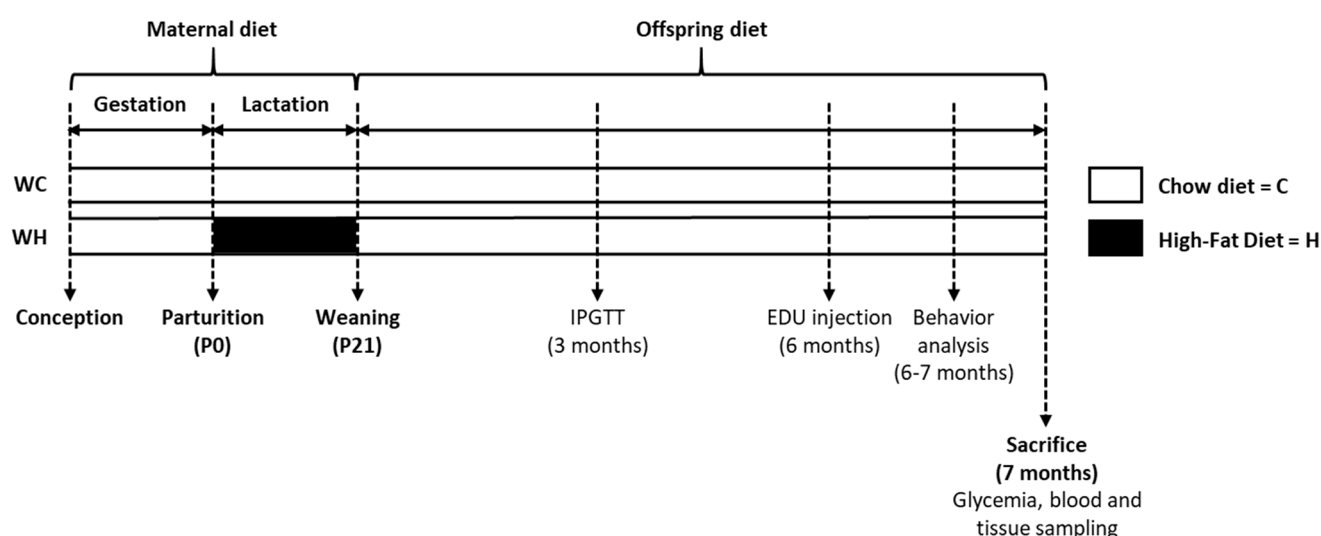 Maternal diet
Offspring diet
Gestation
Lactation
WC
WH
Chow diet = C
High-Fat Diet = H
Conception
Parturition
(P0)
Weaning
(P21)
IPGTT
(3 months)
EDU injection
(6 months)
Behavior
analysis
(6-7 months)
Sacrifice
(7 months)
Glycemia, blood and
tissue sampling